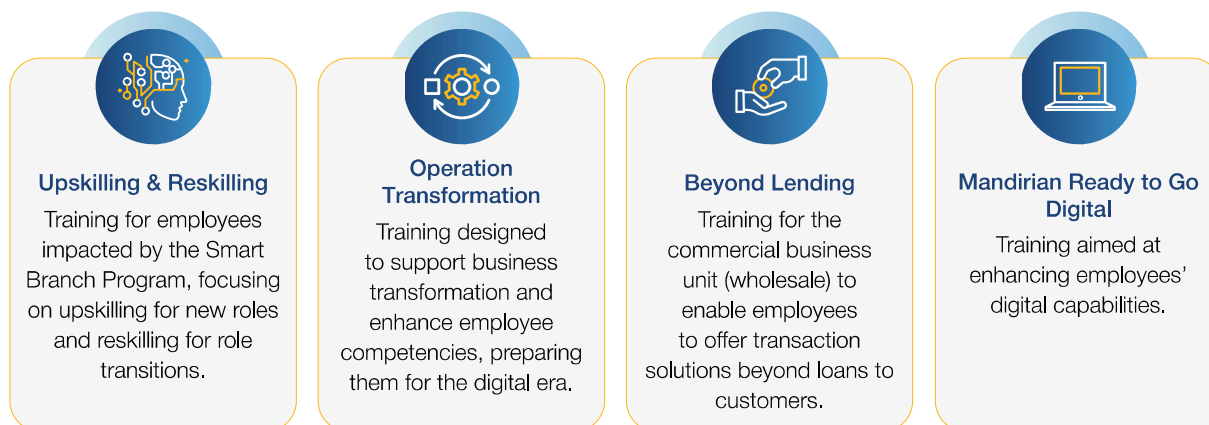 Upskilling & Reskilling
Training for employees
impacted by the Smart
Branch Program, focusing
on upskilling for new roles
and reskilling for role
transitions.
Operation
Transformation
Training designed
to support business
transformation and
enhance employee
competencies, preparing
them for the digital era.
Beyond Lending
Training for the
commercial business
unit (wholesale) to
enable employees
to offer transaction
solutions beyond loans to
customers.
Mandirian Ready to Go
Digital
Training aimed at
enhancing employees’
digital capabilities.